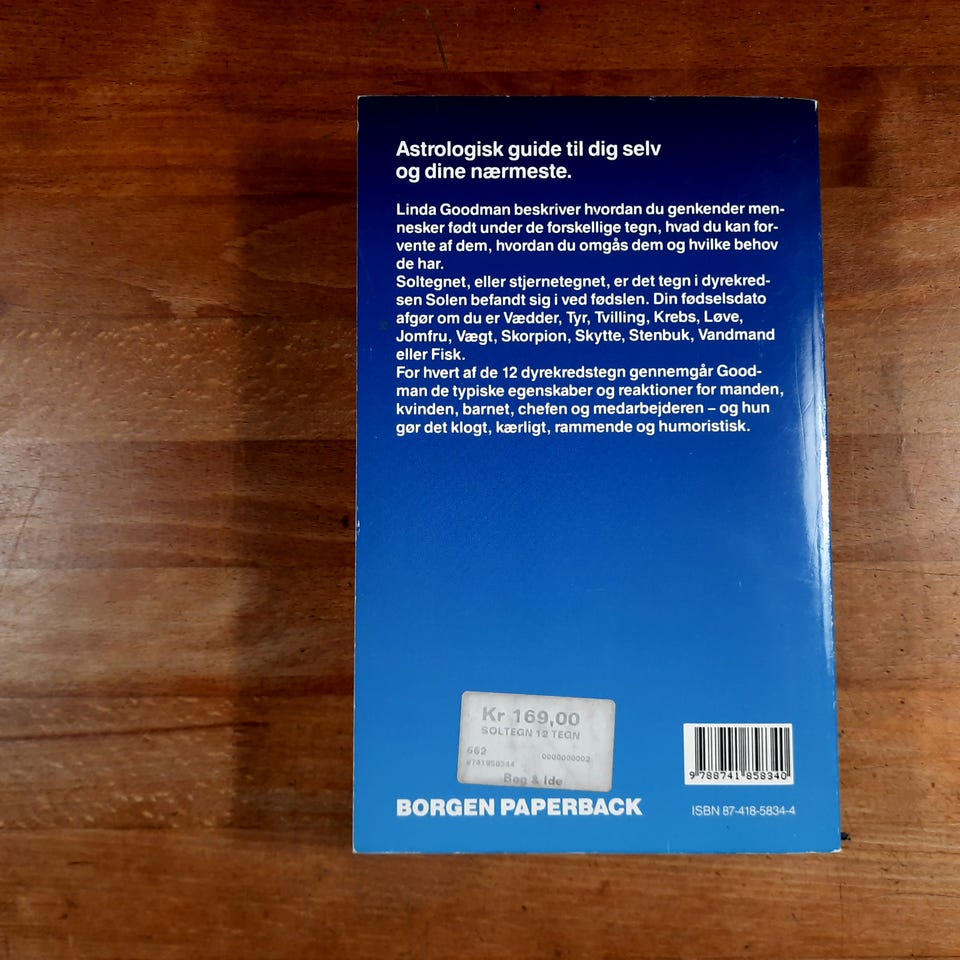 Astrologisk guide til dig selv
og dine nærmeste.
Linda Goodman beskriver hvordan du genkender men-
nesker født under de forskellige tegn, hvad du kan for-
vente af dem, hvordan du omgås dem og hvilke behov
de har.
Soltegnet, eller stjernetegnet, er det tegn i dyrekred-
sen Solen befandt sig i ved fødslen. Din fødselsdato
afgør om du er Vædder, Tyr, Tvilling, Krebs, Løve,
Jomfru, Vægt, Skorpion, Skytte, Stenbuk, Vandmand
eller Fisk.
For hvert af de 12 dyrekredstegn gennemgår Good-
man de typiske egenskaber og reaktioner for manden,
kvinden, barnet, chefen og medarbejderen – og hun
gør det klogt, kærligt, rammende og humoristisk.
Kr 169,00
SOLTEGN 12 TEGN
662 0000000002
8741858344
Bog & Ide
BORGEN PAPERBACK
9 788741 858340
ISBN 87-418-5834-4